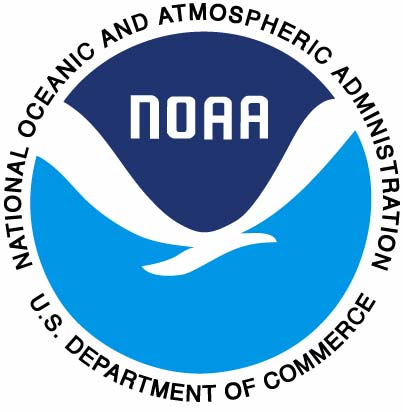 NATIONAL OCEANIC AND ATMOSPHERIC ADMINISTRATION
NOAA
U.S. DEPARTMENT OF COMMERCE